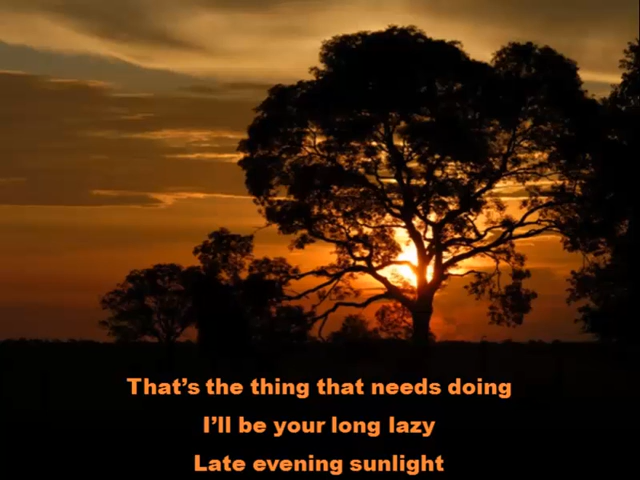 That’s the thing that needs doing
I’ll be your long lazy
Late evening sunlight